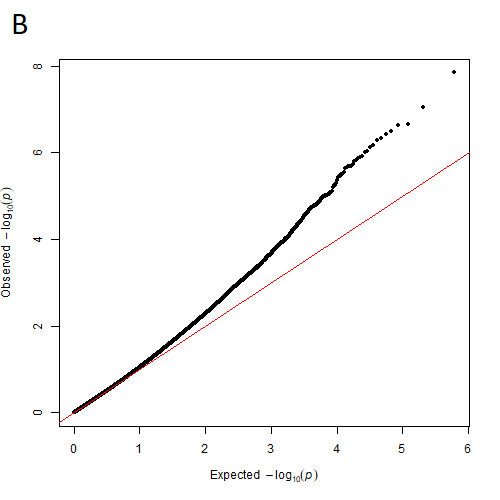 B
8
6
4
2
0
Observed −log10(p)
0 1 2 3 4 5 6
Expected −log10(p)